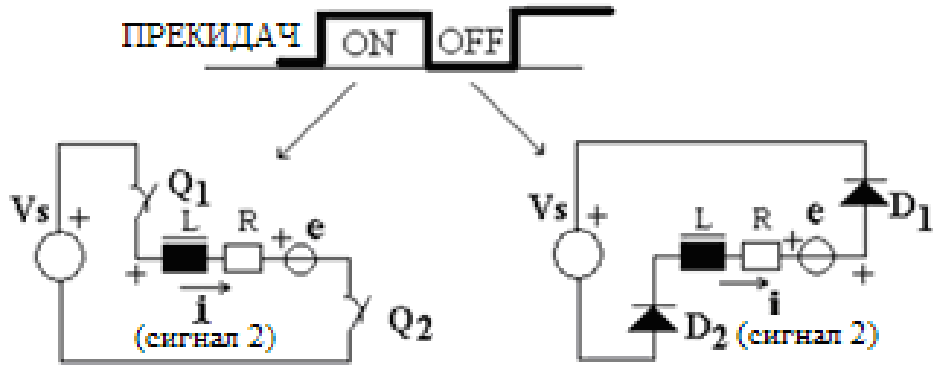 ПРЕКИДАЧ ON OFF
Vs + Q1 L R + e + i (сигнал 2) Q2
Vs + L R + e + D1 i D2 (сигнал 2)